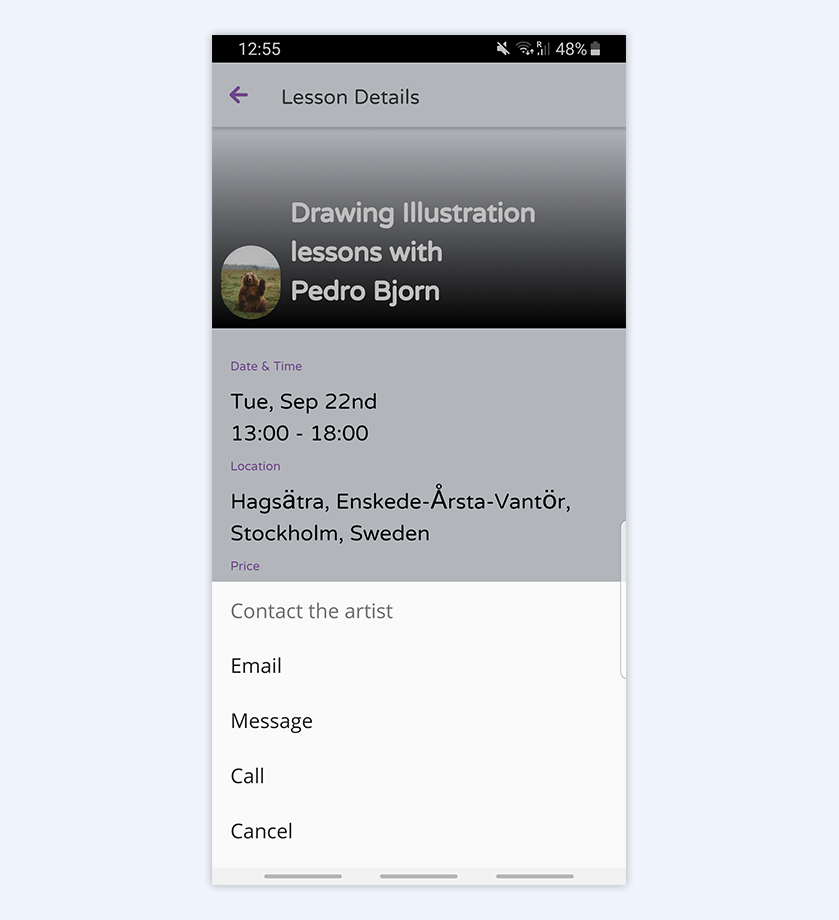 12:55
R
48%
Lesson Details
Drawing Illustration
lessons with
Pedro Bjorn
Date & Time
Tue, Sep 22nd
13:00 - 18:00
Location
Hagsätra, Enskede-Årsta-Vantör,
Stockholm, Sweden
Price
Contact the artist
Email
Message
Call
Cancel